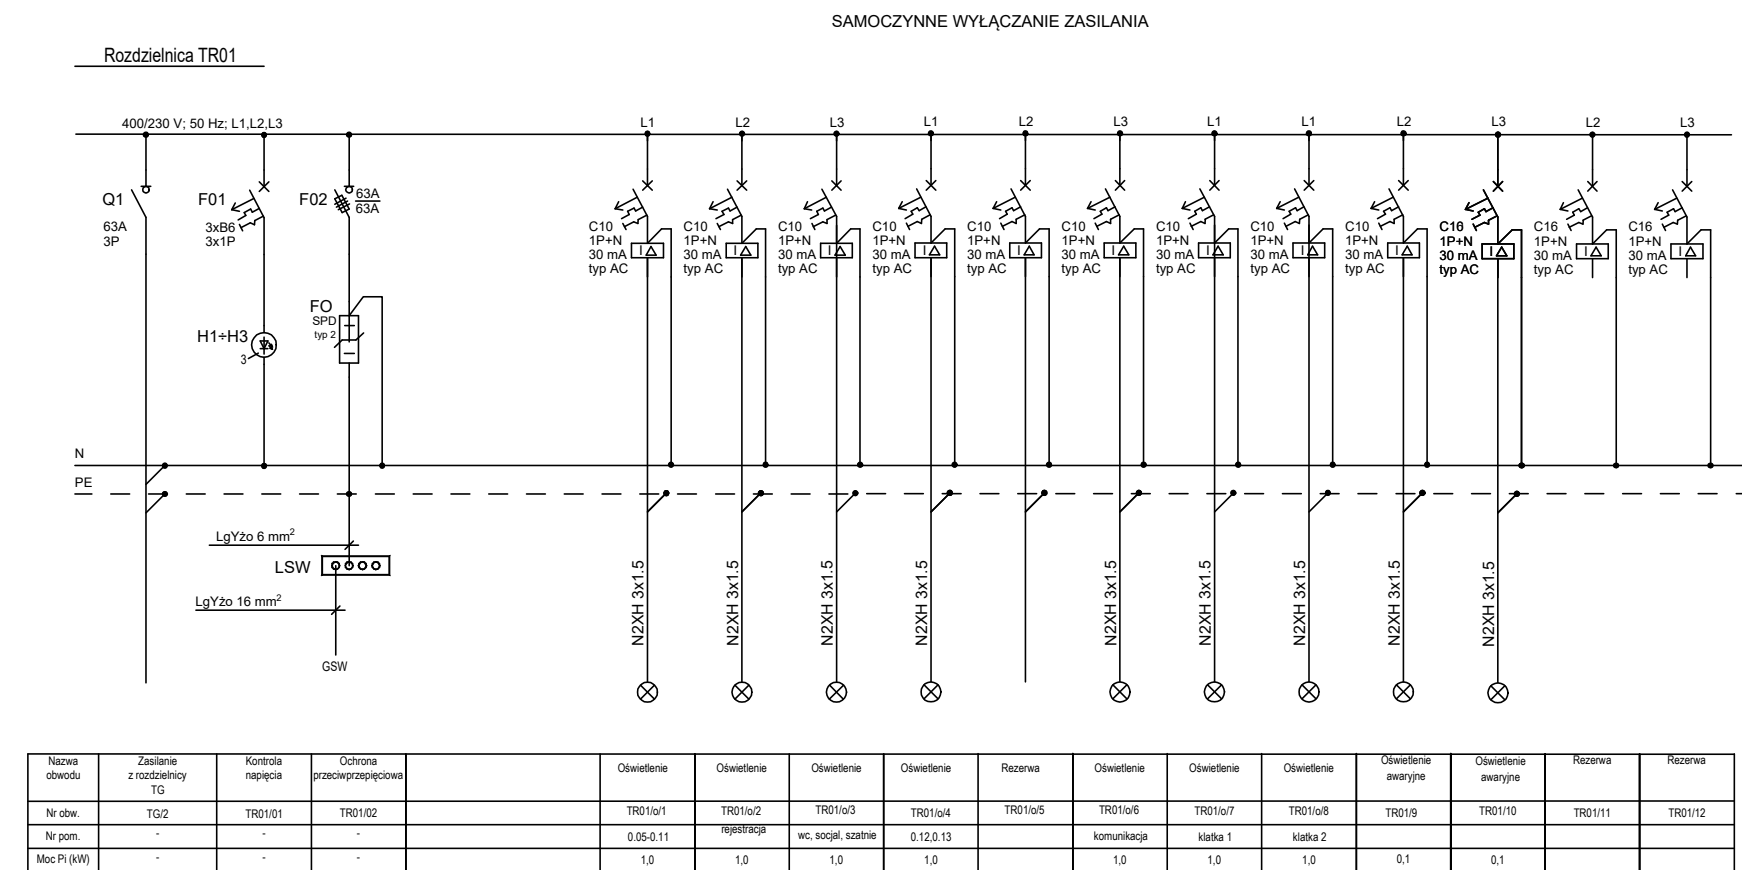 SAMOCZYNNE WYŁĄCZANIE ZASILANIA
Rozdzielnica TR01
400/230 V; 50 Hz; L1,L2,L3
L1 L2 L3 L1 L2 L3 L1 L1 L2 L3 L2 L3
Q1
63A
3P
F01
3xB6
3x1P
F02
63A
63A
C10 C10 C10 C10 C10 C10 C10 C10 C10 C16 C16 C16
1P+N 1P+N 1P+N 1P+N 1P+N 1P+N 1P+N 1P+N 1P+N 1P+N 1P+N 1P+N
30 mA 30 mA 30 mA 30 mA 30 mA 30 mA 30 mA 30 mA 30 mA 30 mA 30 mA 30 mA
typ AC typ AC typ AC typ AC typ AC typ AC typ AC typ AC typ AC typ AC typ AC typ AC
I I I I I I I I I I I I
H1÷H3
3
FO
SPD
typ 2
N
PE
LgYżo 6 mm²
LSW
LgYżo 16 mm²
GSW
N2XH 3x1.5 N2XH 3x1.5 N2XH 3x1.5 N2XH 3x1.5 N2XH 3x1.5 N2XH 3x1.5 N2XH 3x1.5 N2XH 3x1.5 N2XH 3x1.5
Nazwa obwodu Zasilanie z rozdzielnicy TG Kontrola napięcia Ochrona przeciwprzepięciowa Oświetlenie Oświetlenie Oświetlenie Oświetlenie Rezerwa Oświetlenie Oświetlenie Oświetlenie Oświetlenie awaryjne Oświetlenie awaryjne Rezerwa Rezerwa
Nr obw. TG/2 TR01/01 TR01/02 TR01/o/1 TR01/o/2 TR01/o/3 TR01/o/4 TR01/o/5 TR01/o/6 TR01/o/7 TR01/o/8 TR01/9 TR01/10 TR01/11 TR01/12
Nr pom. - - - 0.05-0.11 rejestracja wc, socjal, szatnie 0.12,0.13 komunikacja klatka 1 klatka 2
Moc Pi (kW) - - - 1,0 1,0 1,0 1,0 1,0 1,0 1,0 0,1 0,1